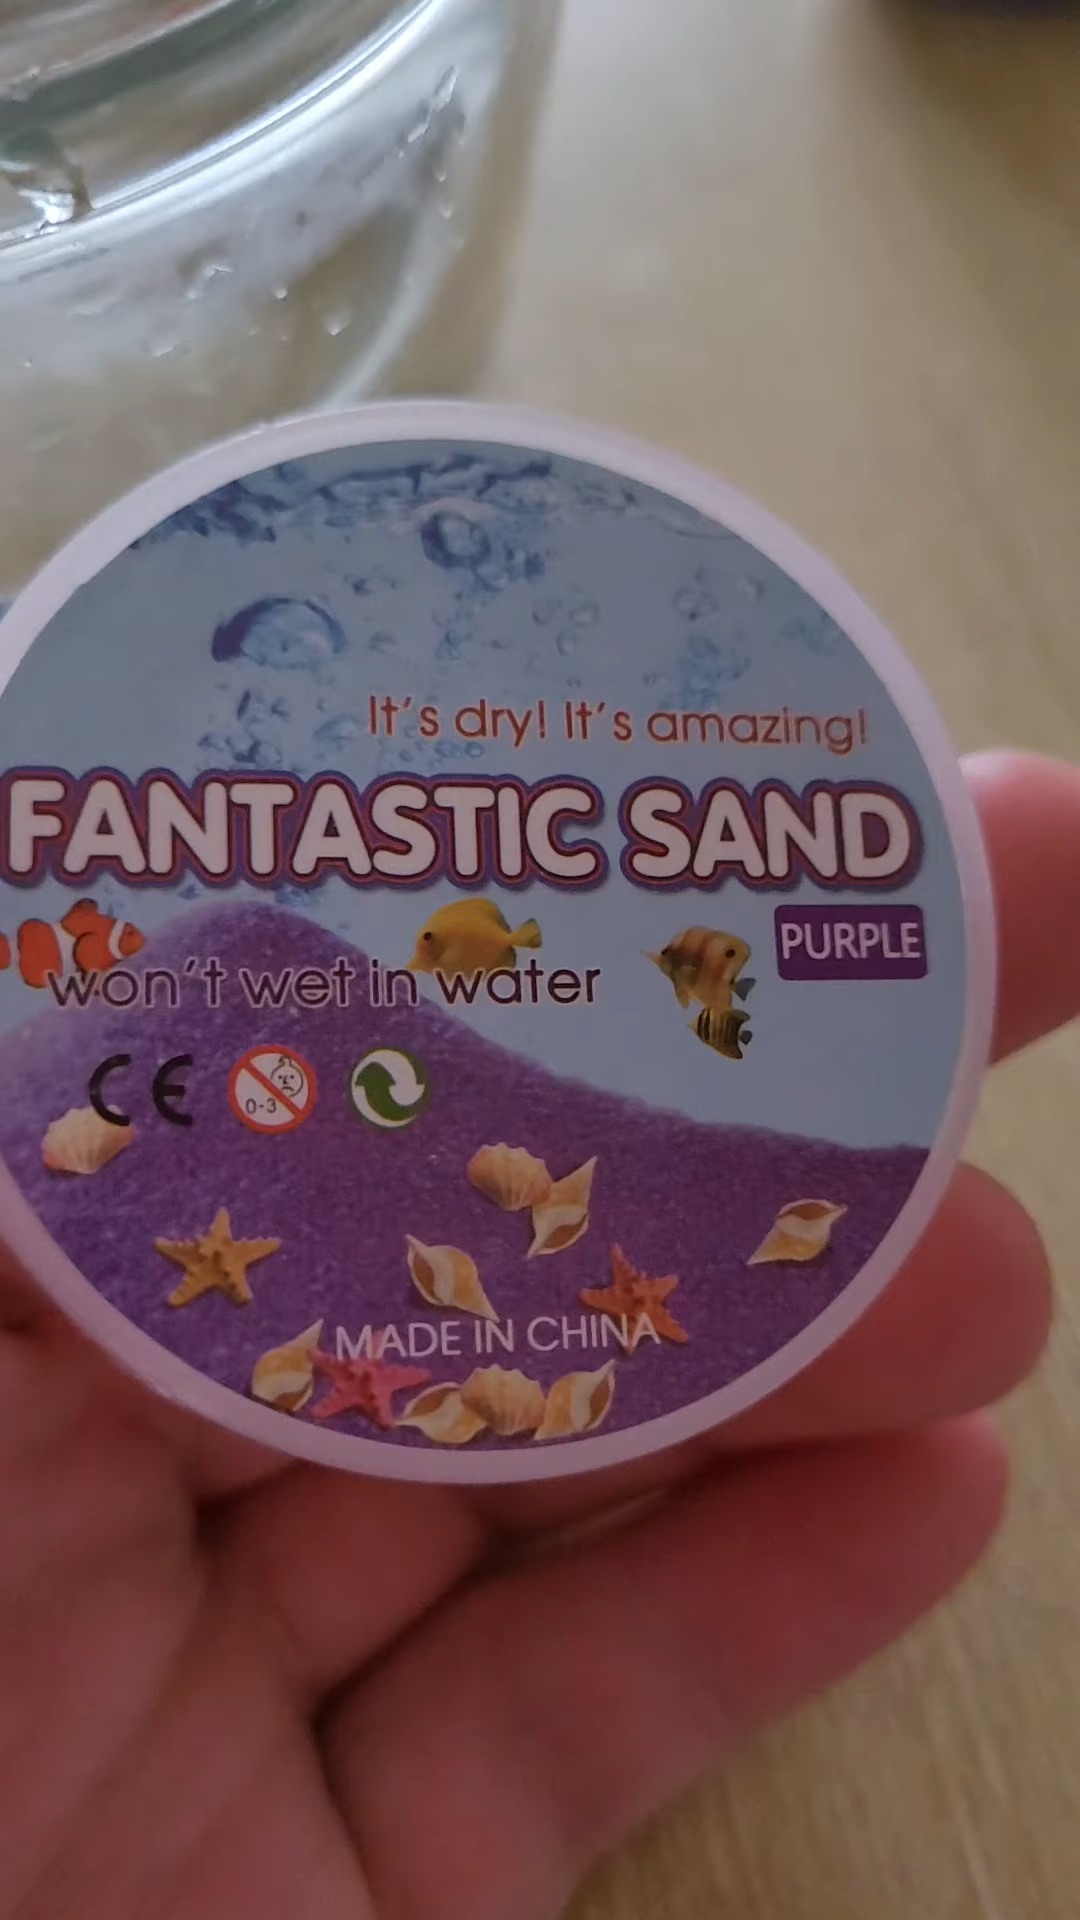 It's dry! It's amazing!
FANTASTIC SAND
PURPLE
won't wet in water
CE
0-3
MADE IN CHINA